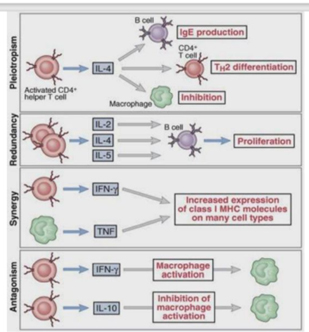 Pleiotropism
B cell
IgE production
CD4+
T cell
IL-4
TH2 differentiation
Activated CD4+
helper T cell
Macrophage
Inhibition
Redundancy
IL-2
IL-4
IL-5
B cell
Proliferation
Synergy
IFN-γ
TNF
Increased expression
of class I MHC molecules
on many cell types
Antagonism
IFN-γ
Macrophage
activation
IL-10
Inhibition of
macrophage
activation